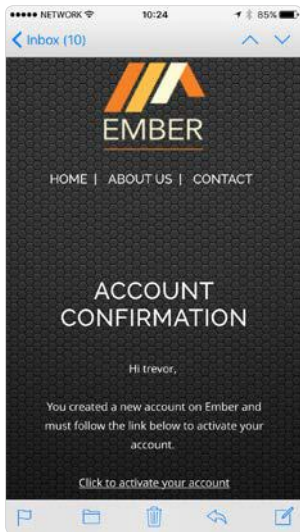 NETWORK 10:24 85%
Inbox (10)
EMBER
HOME | ABOUT US | CONTACT
ACCOUNT
CONFIRMATION
Hi trevor,
You created a new account on Ember and
must follow the link below to activate your
account.
Click to activate your account